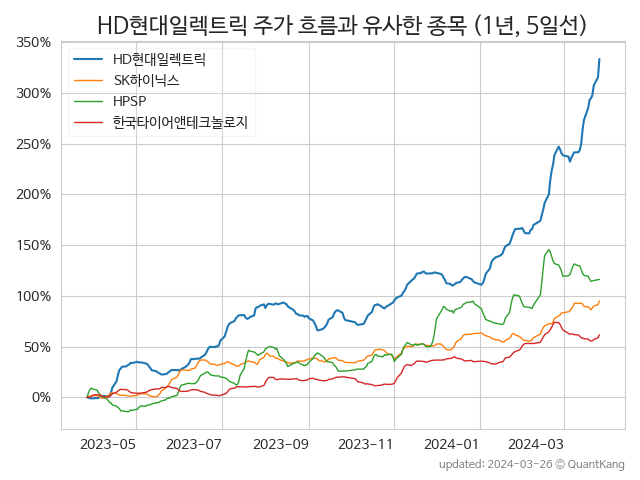 HD현대일렉트릭 주가 흐름과 유사한 종목 (1년, 5일선)
350%
300%
250%
200%
150%
100%
50%
0%
HD현대일렉트릭
SK하이닉스
HPSP
한국타이어앤테크놀로지
2023-05 2023-07 2023-09 2023-11 2024-01 2024-03
updated: 2024-03-26 © QuantKang